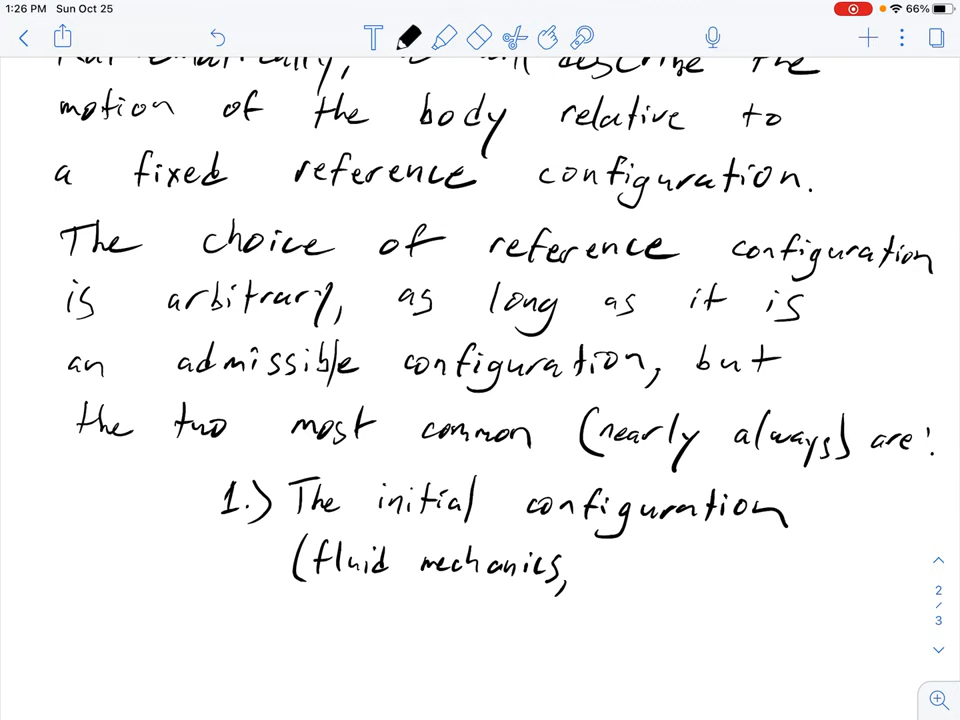 1:26 PM Sun Oct 25 66%
describe the
motion of the body relative to
a fixed reference configuration.
The choice of reference configuration
is arbitrary, as long as it is
an admissible configuration, but
the two most common (nearly always) are:
1.) The initial configuration
(fluid mechanics,
2
/
3